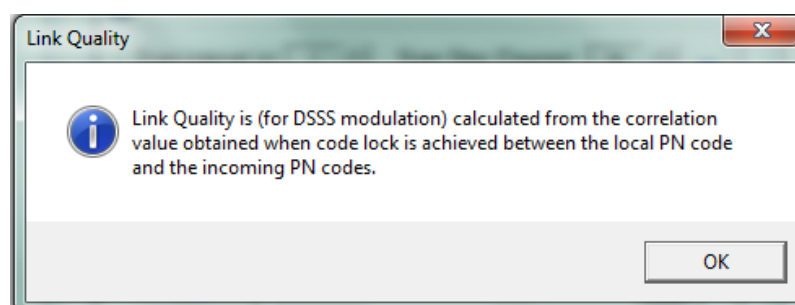 Link Quality
Link Quality is (for DSSS modulation) calculated from the correlation
value obtained when code lock is achieved between the local PN code
and the incoming PN codes.
OK